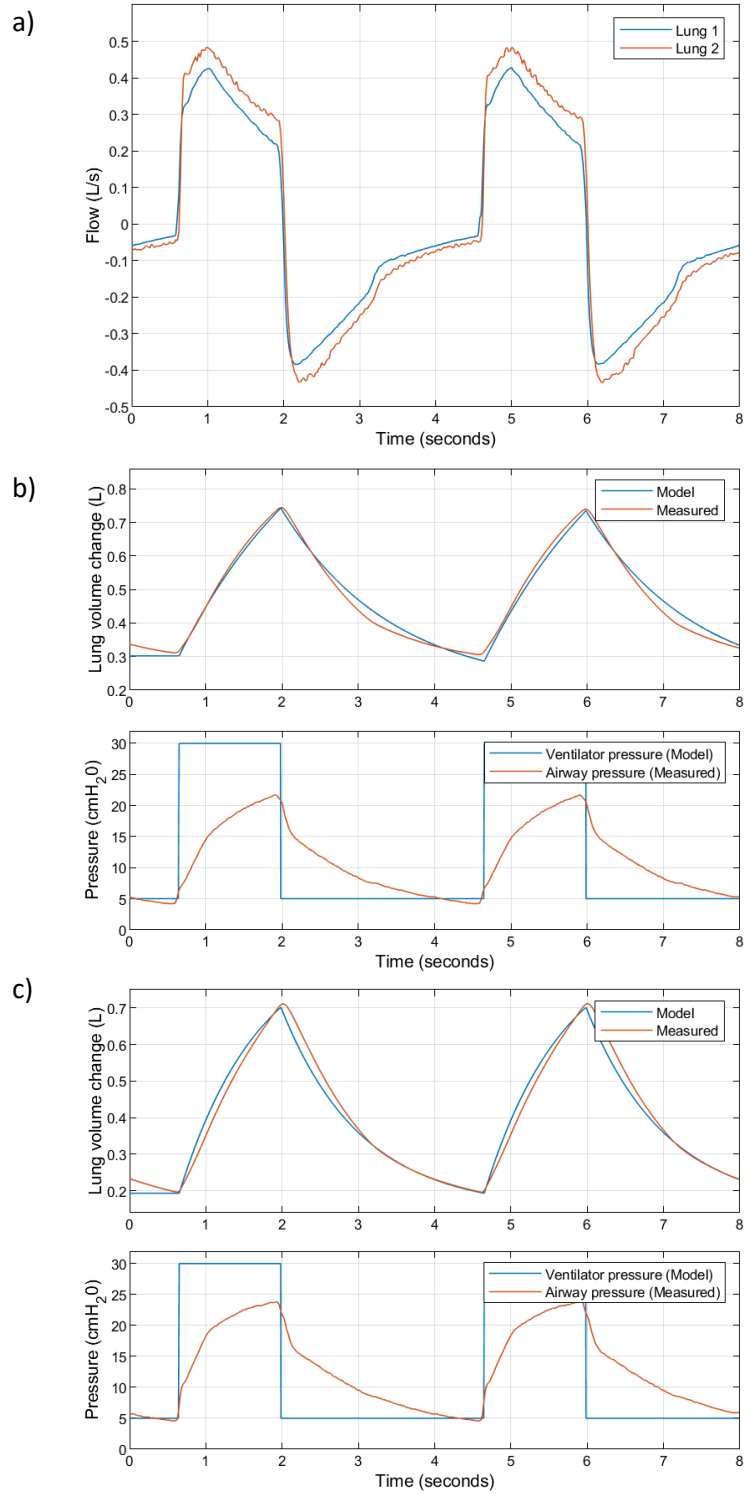 a)
Lung 1
Lung 2
0.5
0.4
0.3
0.2
0.1
0
-0.1
-0.2
-0.3
-0.4
-0.5
Flow (L/s)
0 1 2 3 4 5 6 7 8
Time (seconds)
b)
Model
Measured
0.8
0.7
0.6
0.5
0.4
0.3
0.2
Lung volume change (L)
0 1 2 3 4 5 6 7 8
Ventilator pressure (Model)
Airway pressure (Measured)
30
25
20
15
10
5
0
Pressure (cmH20)
0 1 2 3 4 5 6 7 8
Time (seconds)
c)
Model
Measured
0.7
0.6
0.5
0.4
0.3
0.2
Lung volume change (L)
0 1 2 3 4 5 6 7 8
Ventilator pressure (Model)
Airway pressure (Measured)
30
25
20
15
10
5
0
Pressure (cmH20)
0 1 2 3 4 5 6 7 8
Time (seconds)